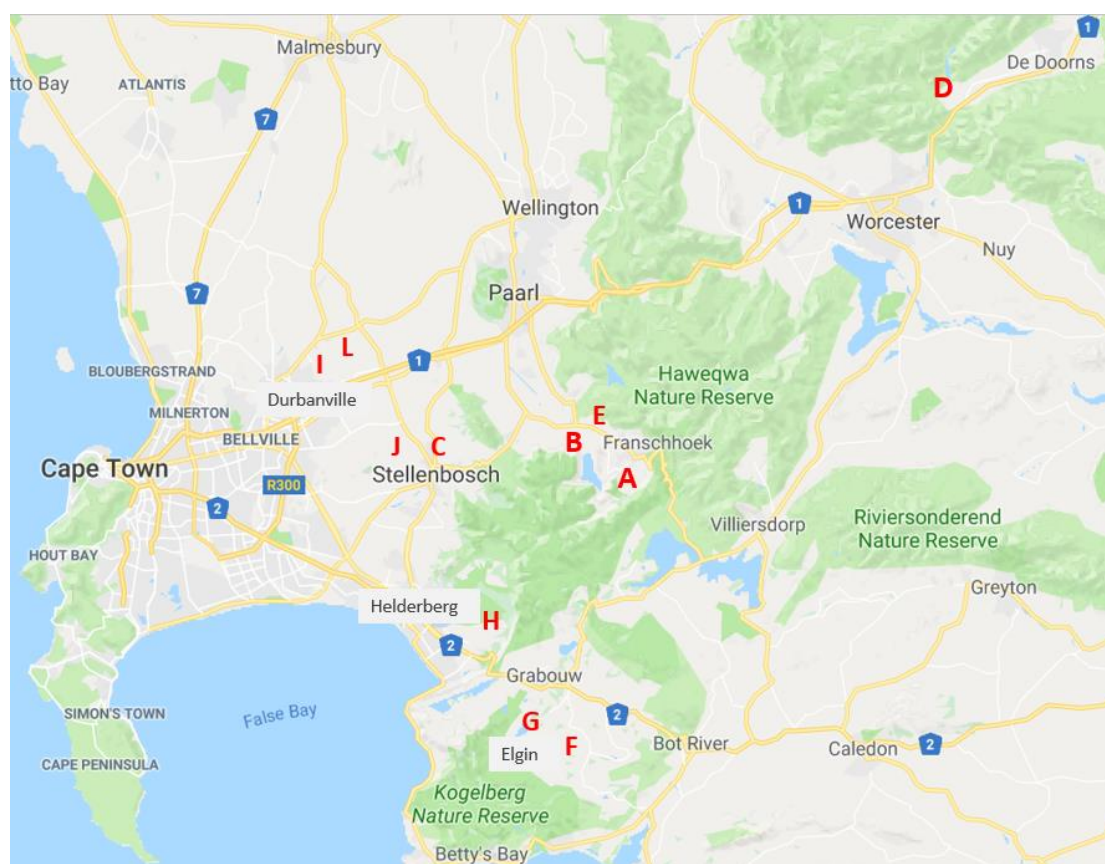 1
Malmesbury
De Doorns
tto Bay
ATLANTIS
D
7
Wellington
1
Worcester
Nuy
7
Paarl
L
I
1
BLOUBERGSTRAND
Haweqwa
Nature Reserve
Durbanville
MILNERTON
E
BELLVILLE
J
C
B
Franschhoek
Cape Town
Stellenbosch
A
R300
2
Villiersdorp
Riviersonderend
Nature Reserve
HOUT BAY
Greyton
Helderberg
H
2
Grabouw
SIMON'S TOWN
False Bay
G
2
F
Bot River
Caledon
2
Elgin
CAPE PENINSULA
Kogelberg
Nature Reserve
Betty's Bay